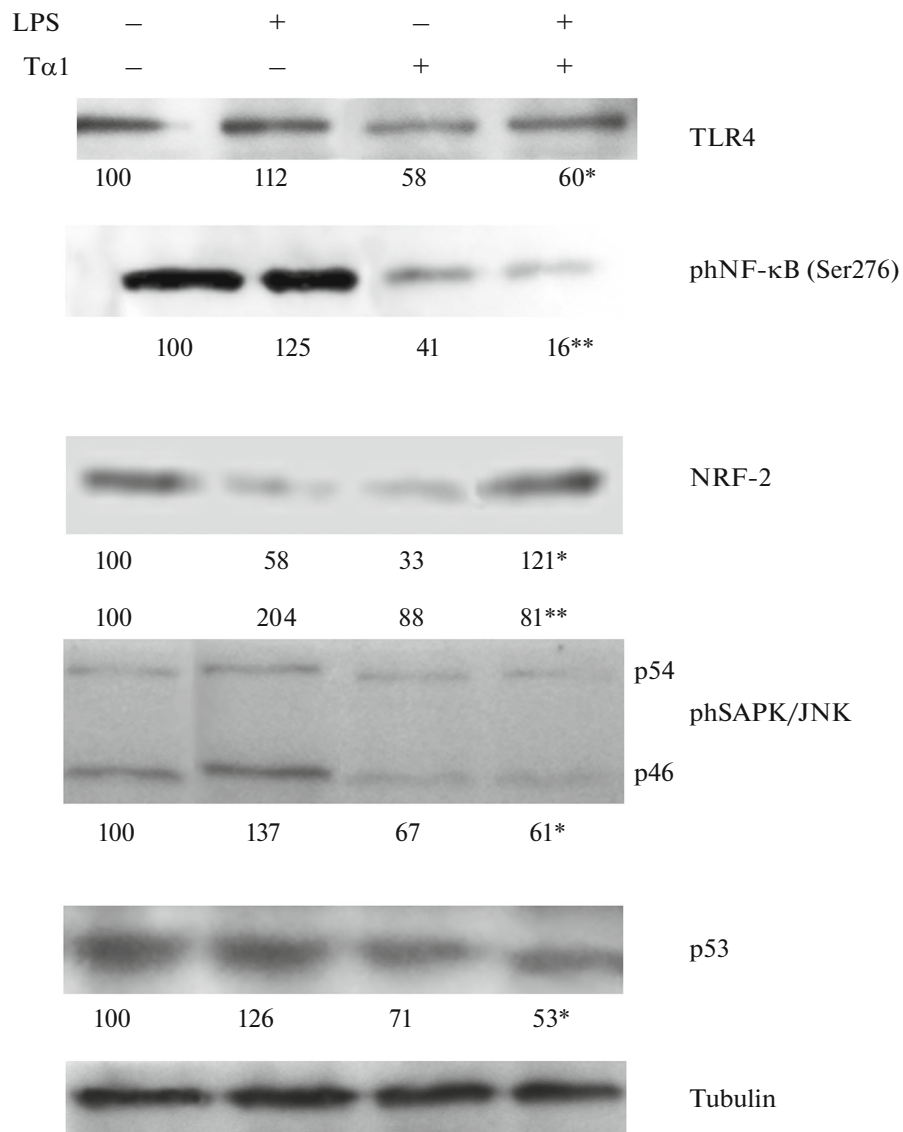 LPS – + – +
Tα1 – – + +
TLR4
100 112 58 60*
phNF-κB (Ser276)
100 125 41 16**
NRF-2
100 58 33 121*
100 204 88 81**
p54
phSAPK/JNK
p46
100 137 67 61*
p53
100 126 71 53*
Tubulin